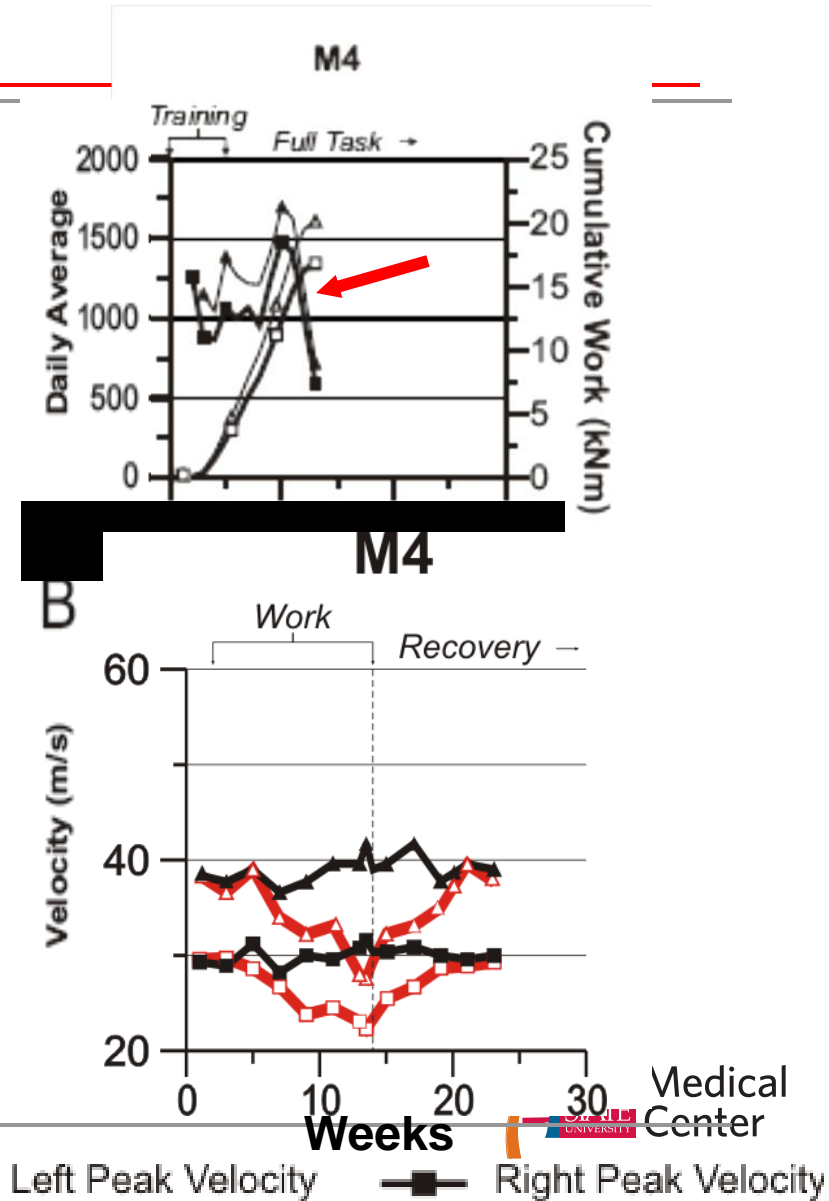 M4
Training
Full Task →
2000
1500
1000
500
0
Daily Average
25
20
15
10
5
0
Cumulative Work (kNm)
M4
B
Work
Recovery →
60
40
20
Velocity (m/s)
0 10 20 30
Weeks
Medical
Center
UNIVERSITY
Left Peak Velocity
Right Peak Velocity